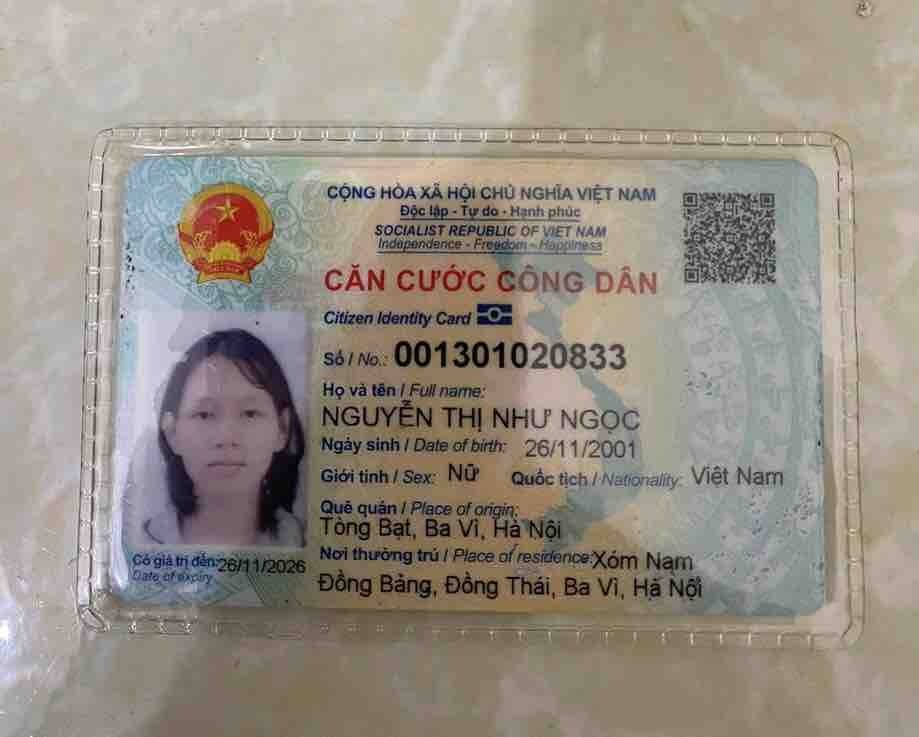 CỘNG HÒA XÃ HỘI CHỦ NGHĨA VIỆT NAM
Độc lập - Tự do - Hạnh phúc
SOCIALIST REPUBLIC OF VIET NAM
Independence - Freedom - Happiness
CĂN CƯỚC CÔNG DÂN
Citizen Identity Card
Số / No.: 001301020833
Họ và tên / Full name:
NGUYỄN THỊ NHƯ NGỌC
Ngày sinh / Date of birth: 26/11/2001
Giới tính / Sex: Nữ Quốc tịch / Nationality: Việt Nam
Quê quán / Place of origin:
Tòng Bạt, Ba Vì, Hà Nội
Nơi thường trú / Place of residence: Xóm Nam
Đồng Bảng, Đồng Thái, Ba Vì, Hà Nội
Có giá trị đến: 26/11/2026
Date of expiry